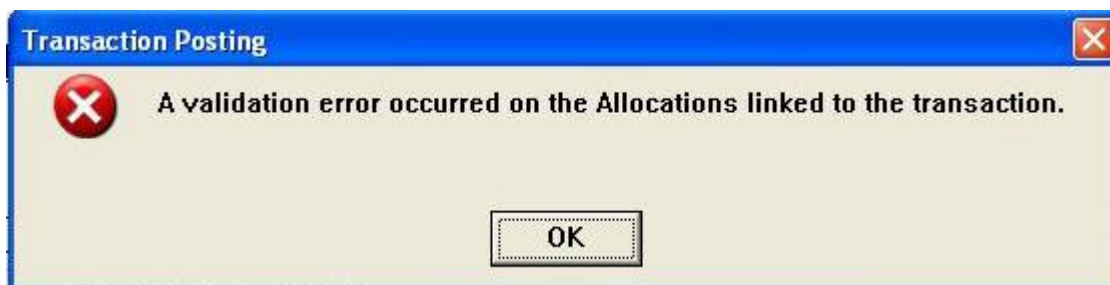 Transaction Posting
A validation error occurred on the Allocations linked to the transaction.
OK